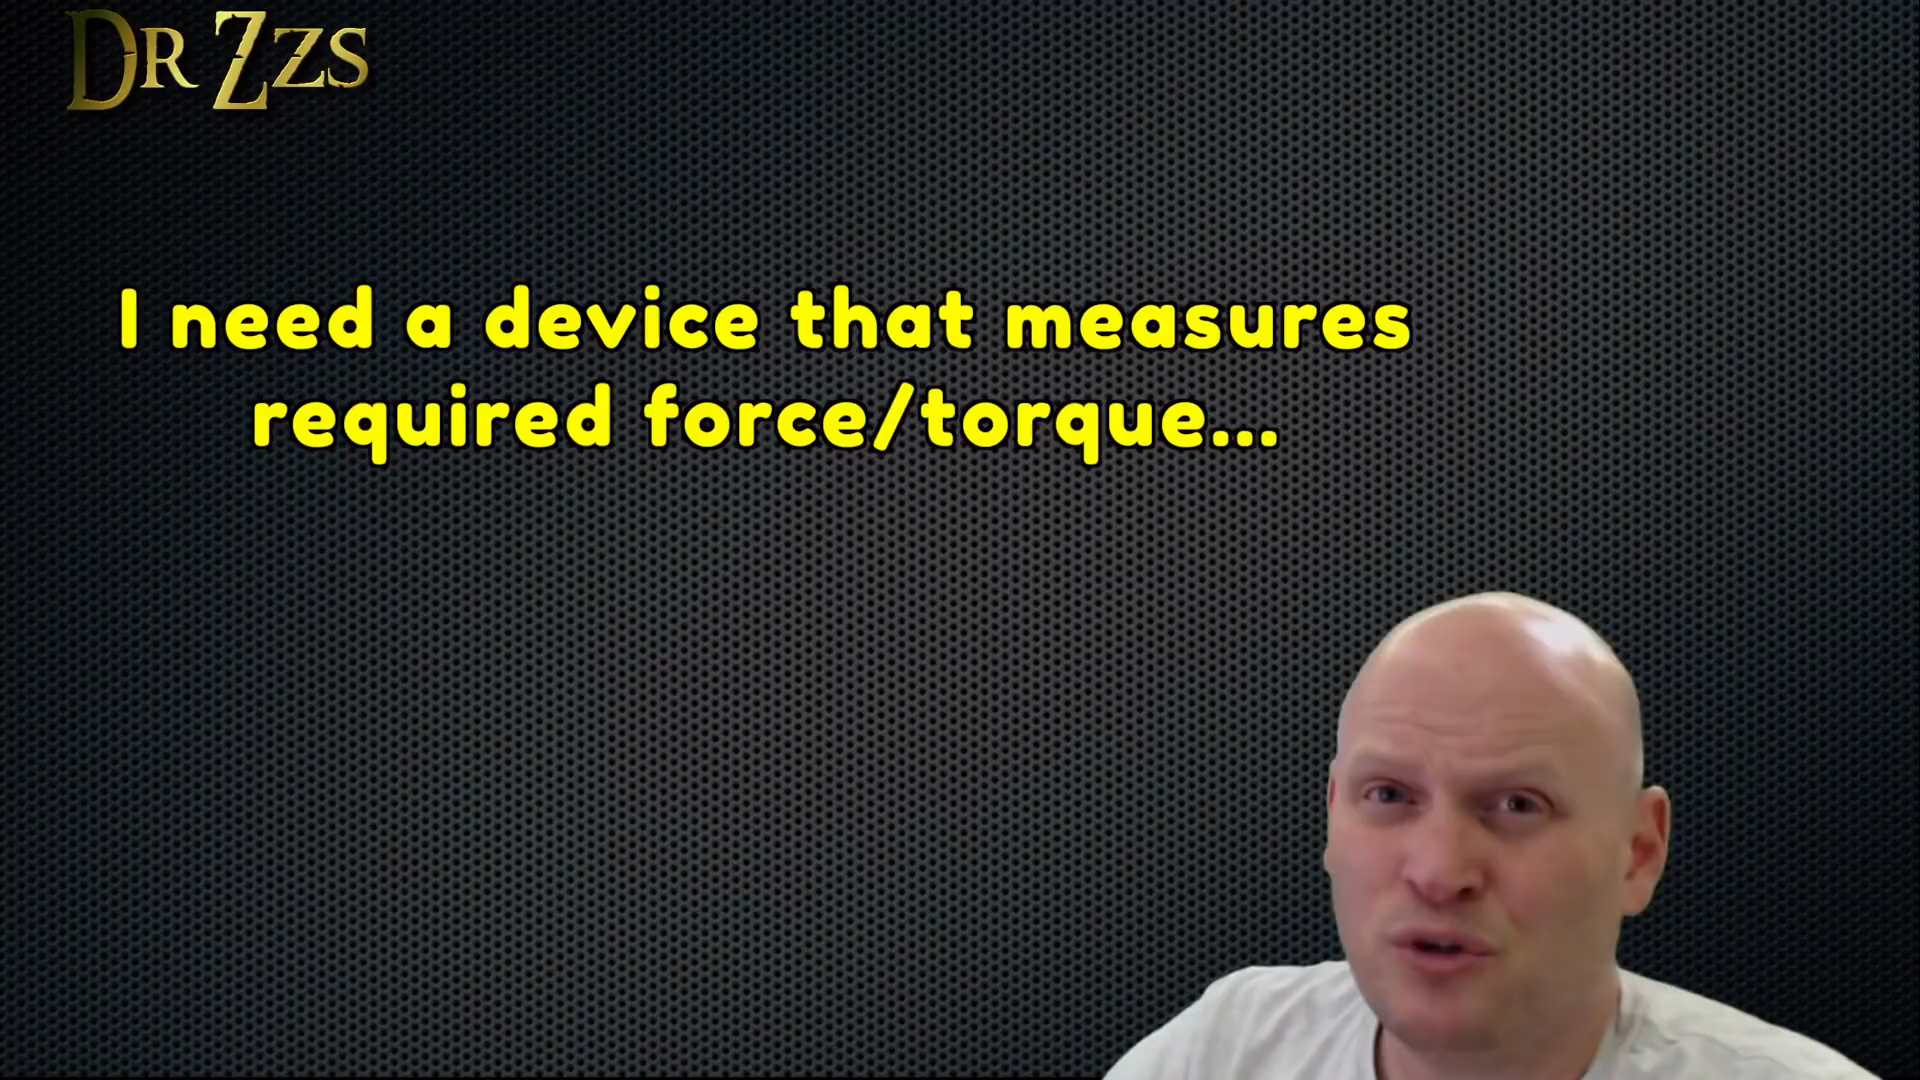 DR ZZS
I need a device that measures
required force/torque...